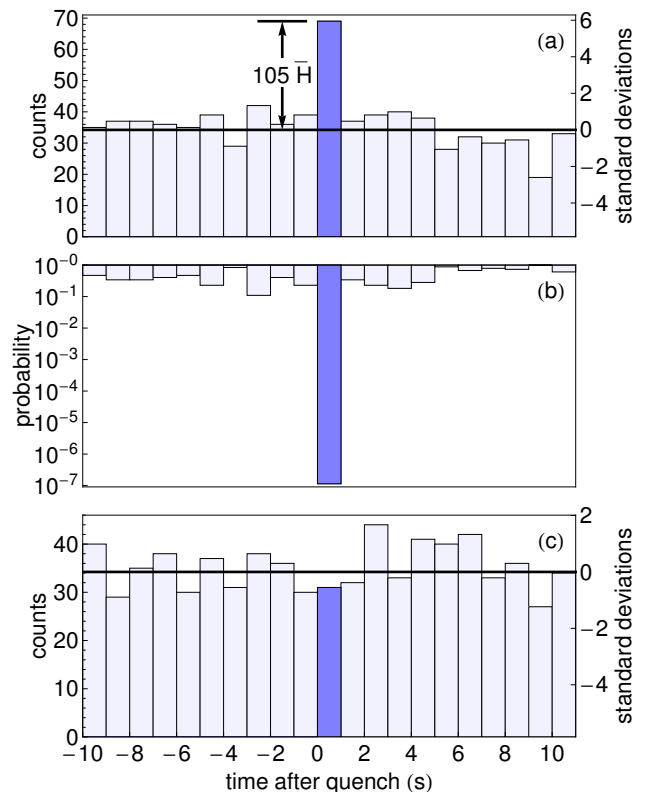 70
60
50
40
30
20
10
0
counts
105 H̅
(a)
6
4
2
0
−2
−4
standard deviations
10⁻⁰
10⁻¹
10⁻²
10⁻³
10⁻⁴
10⁻⁵
10⁻⁶
10⁻⁷
probability
(b)
40
30
20
10
0
counts
(c)
2
0
−2
−4
standard deviations
−10 −8 −6 −4 −2 0 2 4 6 8 10
time after quench (s)